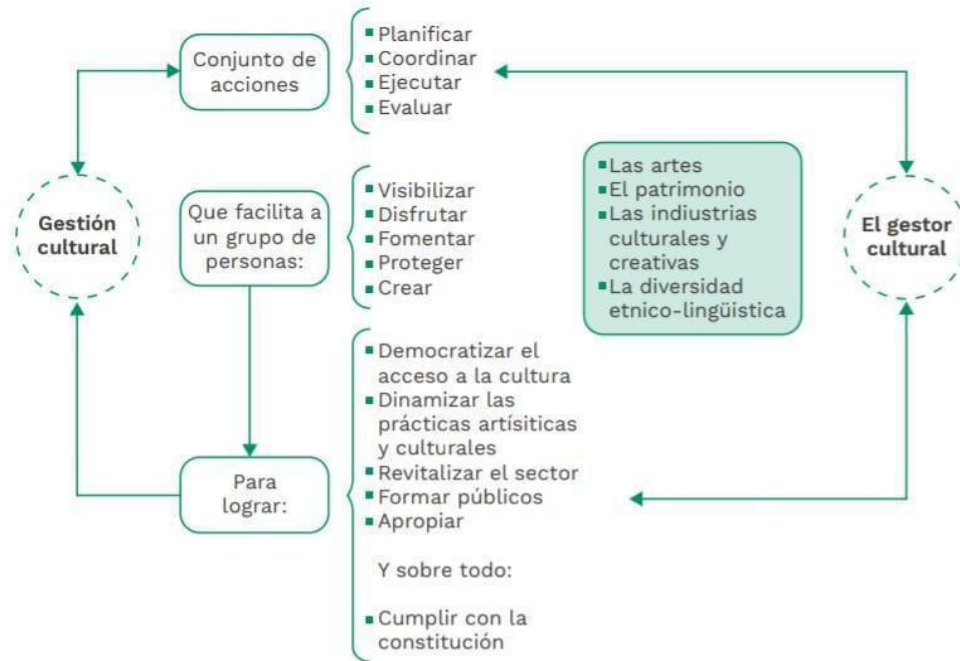 Gestión
cultural
Conjunto de
acciones
Planificar
Coordinar
Ejecutar
Evaluar
Que facilita a
un grupo de
personas:
Visibilizar
Disfrutar
Fomentar
Proteger
Crear
Las artes
El patrimonio
Las indiustrias
culturales y
creativas
La diversidad
etnico-lingüistica
El gestor
cultural
Para
lograr:
Democratizar el
acceso a la cultura
Dinamizar las
prácticas artísiticas
y culturales
Revitalizar el sector
Formar públicos
Apropiar
Y sobre todo:
Cumplir con la
constitución